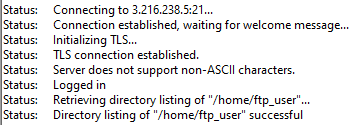 Status: Connecting to 3.216.238.5:21...
Status: Connection established, waiting for welcome message...
Status: Initializing TLS...
Status: TLS connection established.
Status: Server does not support non-ASCII characters.
Status: Logged in
Status: Retrieving directory listing of "/home/ftp_user"...
Status: Directory listing of "/home/ftp_user" successful